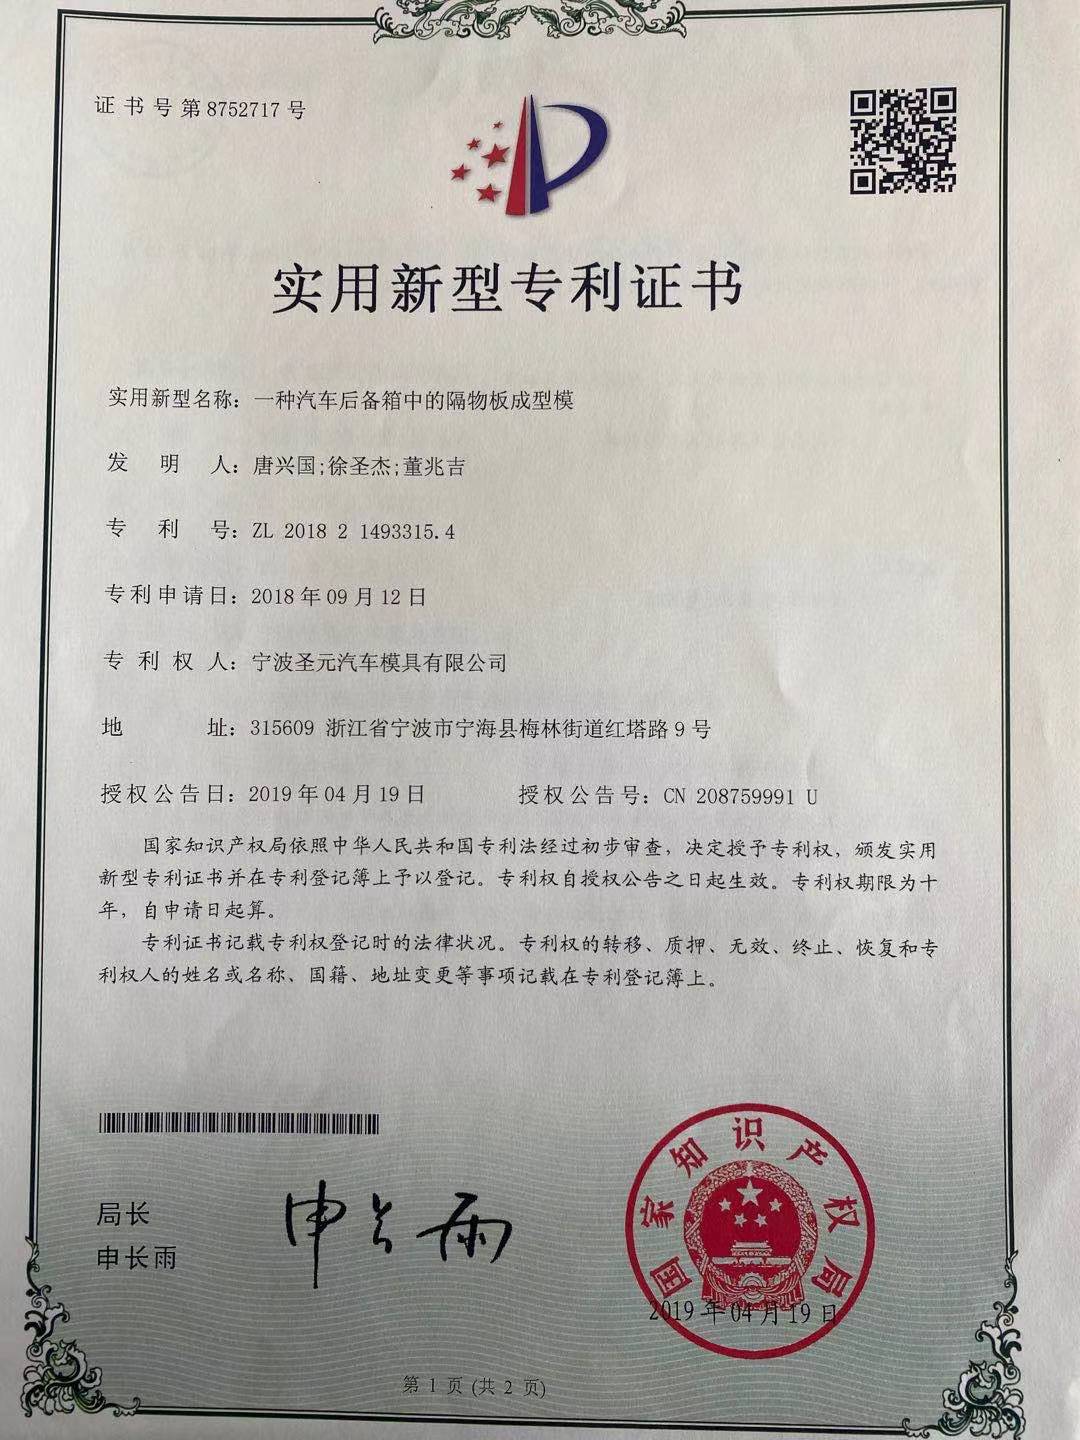 证书号第8752717号
实用新型专利证书
实用新型名称：一种汽车后备箱中的隔物板成型模
发明人：唐兴国;徐圣杰;董兆吉
专利号：ZL 2018 2 1493315.4
专利申请日：2018年09月12日
专利权人：宁波圣元汽车模具有限公司
地址：315609 浙江省宁波市宁海县梅林街道红塔路9号
授权公告日：2019年04月19日 授权公告号：CN 208759991 U
国家知识产权局依照中华人民共和国专利法经过初步审查，决定授予专利权，颁发实用
新型专利证书并在专利登记簿上予以登记。专利权自授权公告之日起生效。专利权期限为十
年，自申请日起算。
专利证书记载专利权登记时的法律状况。专利权的转移、质押、无效、终止、恢复和专
利权人的姓名或名称、国籍、地址变更等事项记载在专利登记簿上。
局长
申长雨
申长雨
国家知识产权局
2019年04月19日
第 1 页 (共 2 页)